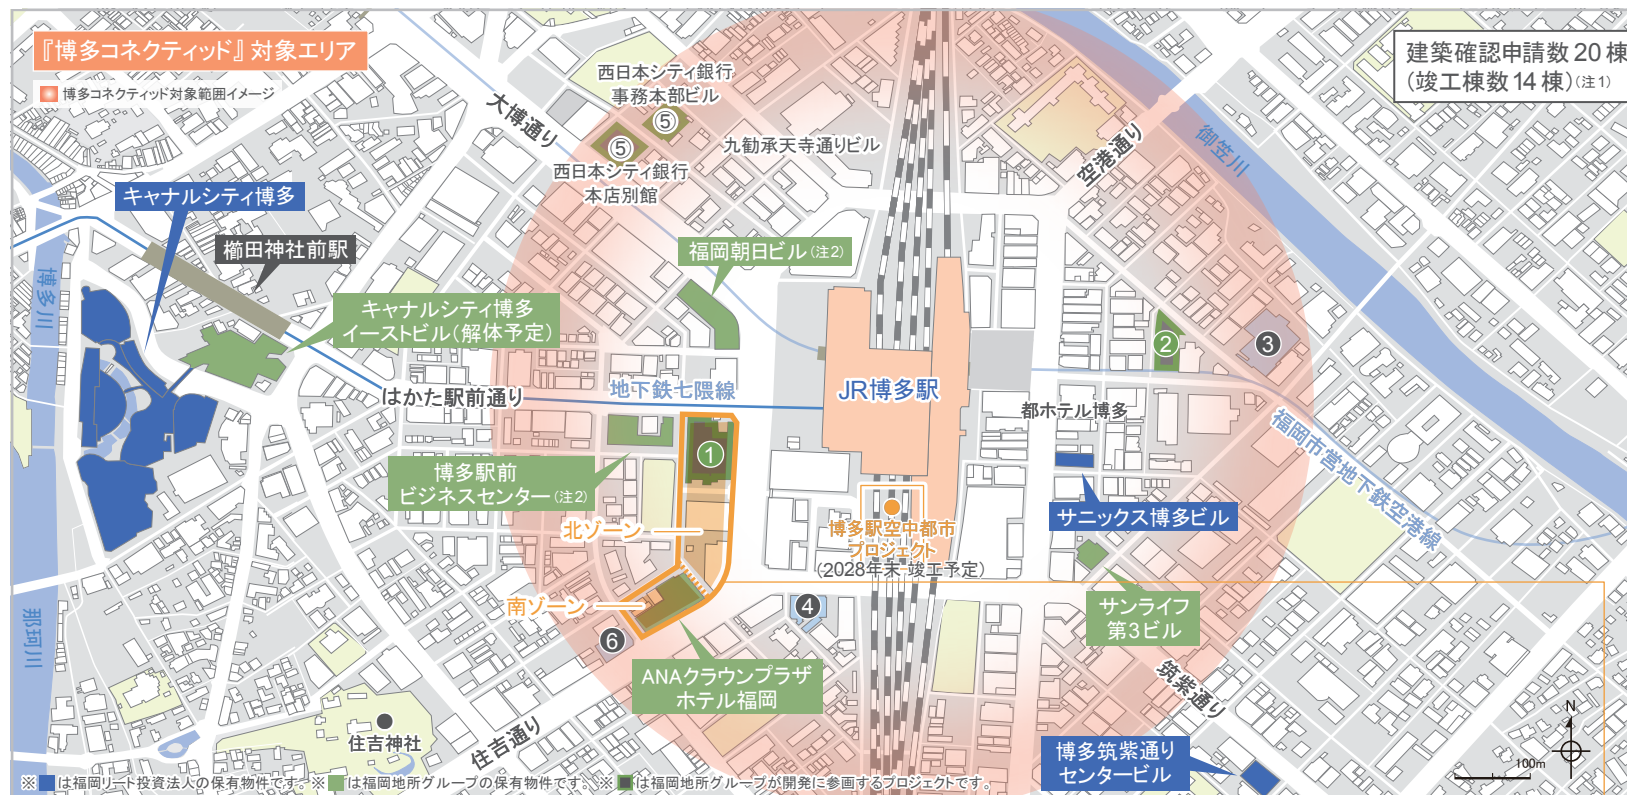 『博多コネクティッド』対象エリア
博多コネクティッド対象範囲イメージ
建築確認申請数 20 棟
(竣工棟数 14 棟)(注1)
西日本シティ銀行
事務本部ビル
⑤
⑤
西日本シティ銀行
本店別館
大博通り
九勧承天寺通りビル
空港通り
御笠川
キャナルシティ博多
櫛田神社前駅
博多川
福岡朝日ビル(注2)
キャナルシティ博多
イーストビル(解体予定)
はかた駅前通り
地下鉄七隈線
JR博多駅
2
3
都ホテル博多
福岡市営地下鉄空港線
1
博多駅前
ビジネスセンター(注2)
サニックス博多ビル
北ゾーン
博多駅空中都市
プロジェクト
(2028年末 竣工予定)
南ゾーン
4
6
サンライフ
第3ビル
那珂川
ANAクラウンプラザ
ホテル福岡
筑紫通り
住吉神社
住吉通り
博多筑紫通り
センタービル
N
100m
※ は福岡リート投資法人の保有物件です。※ は福岡地所グループの保有物件です。※ は福岡地所グループが開発に参画するプロジェクトです。